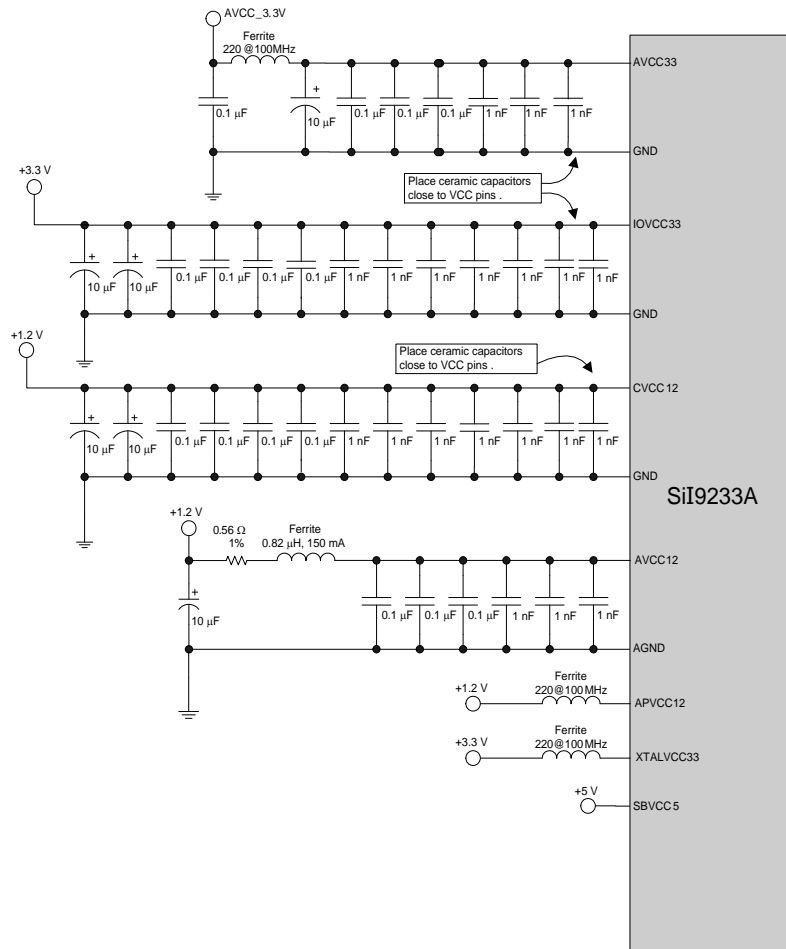 AVCC_3.3V
Ferrite
220 @100MHz
AVCC33
0.1 µF
+
10 µF
0.1 µF
0.1 µF
0.1 µF
1 nF
1 nF
1 nF
GND
Place ceramic capacitors
close to VCC pins .
+3.3 V
IOVCC33
+
10 µF
+
10 µF
0.1 µF
0.1 µF
0.1 µF
0.1 µF
1 nF
1 nF
1 nF
1 nF
1 nF
1 nF
1 nF
GND
+1.2 V
Place ceramic capacitors
close to VCC pins .
CVCC12
+
10 µF
+
10 µF
0.1 µF
0.1 µF
0.1 µF
0.1 µF
1 nF
1 nF
1 nF
1 nF
1 nF
1 nF
1 nF
GND
SiI9233A
+1.2 V
0.56 Ω
1%
Ferrite
0.82 µH, 150 mA
AVCC12
+
10 µF
0.1 µF
0.1 µF
0.1 µF
1 nF
1 nF
1 nF
AGND
+1.2 V
Ferrite
220@100MHz
APVCC12
+3.3 V
Ferrite
220@100MHz
XTALVCC33
+5 V
SBVCC5